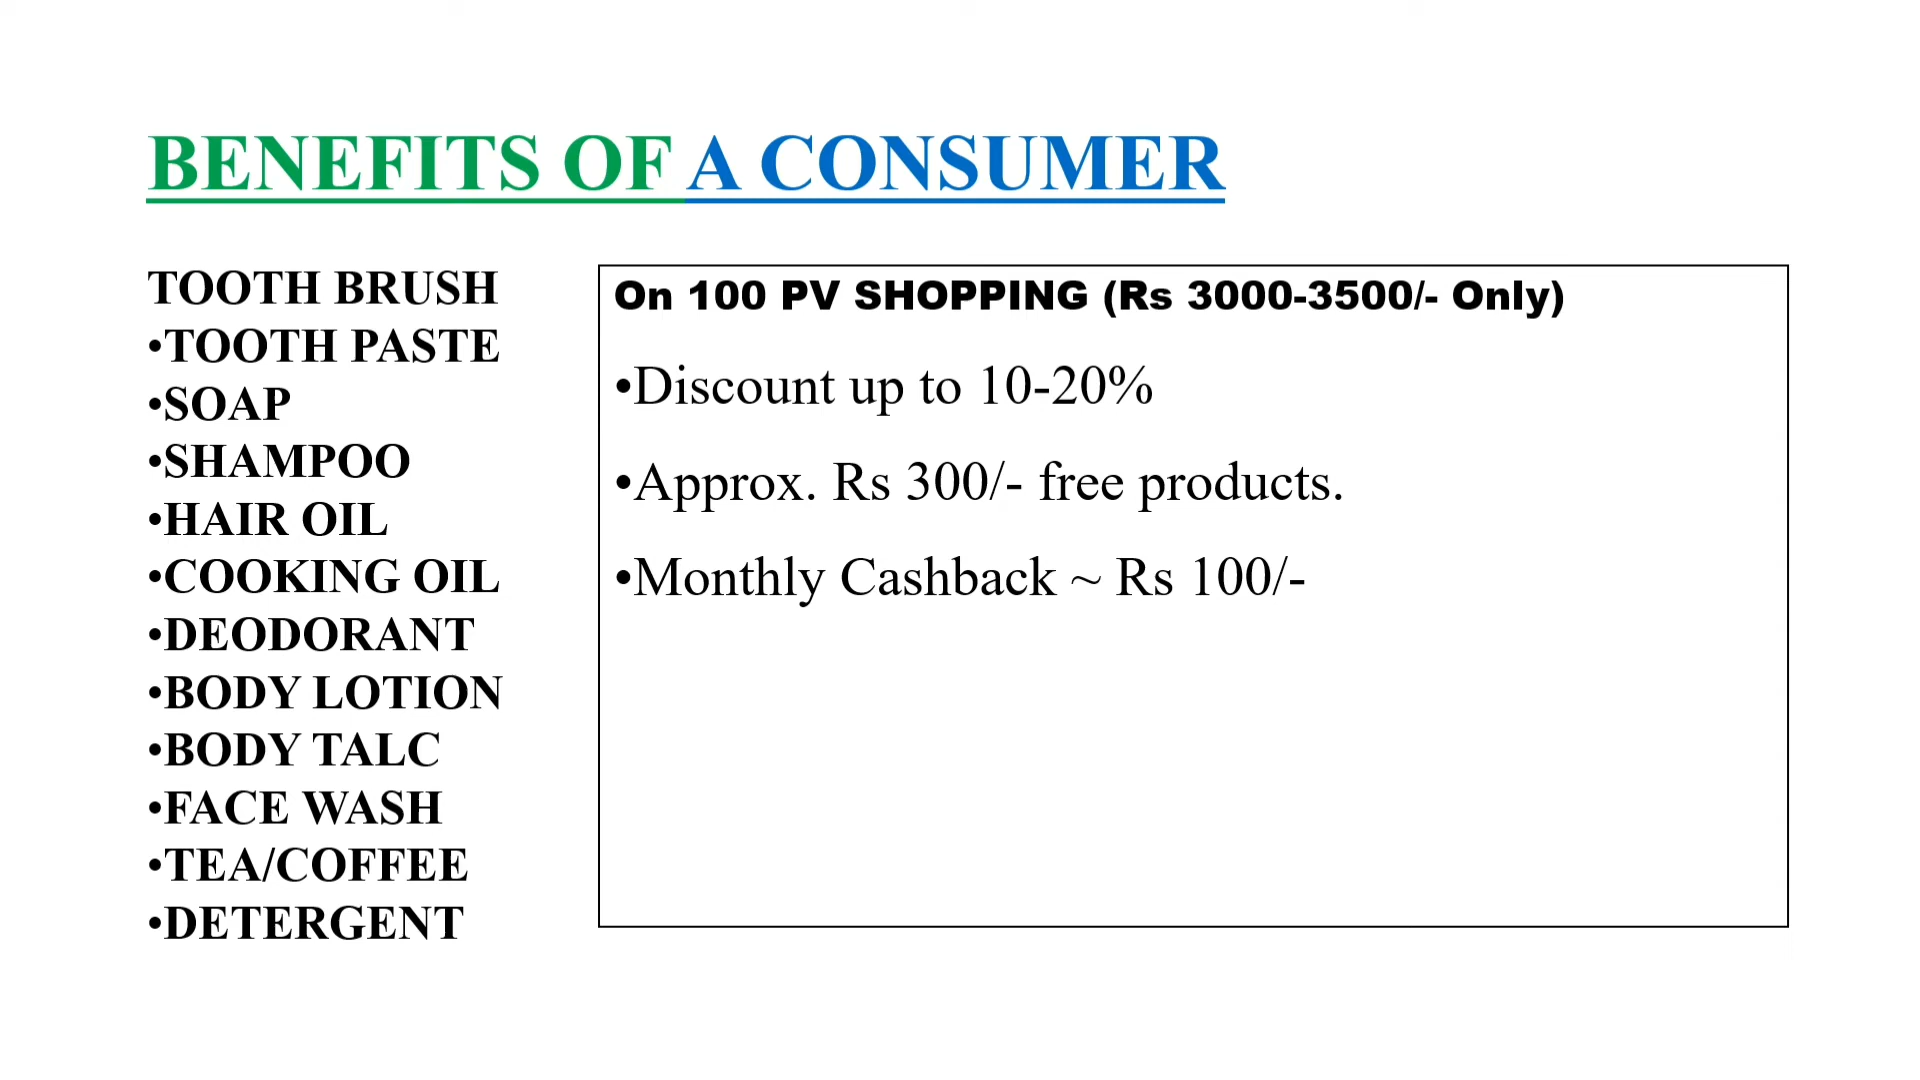 BENEFITS OF A CONSUMER
TOOTH BRUSH
•TOOTH PASTE
•SOAP
•SHAMPOO
•HAIR OIL
•COOKING OIL
•DEODORANT
•BODY LOTION
•BODY TALC
•FACE WASH
•TEA/COFFEE
•DETERGENT
On 100 PV SHOPPING (Rs 3000-3500/- Only)
•Discount up to 10-20%
•Approx. Rs 300/- free products.
•Monthly Cashback ~ Rs 100/-